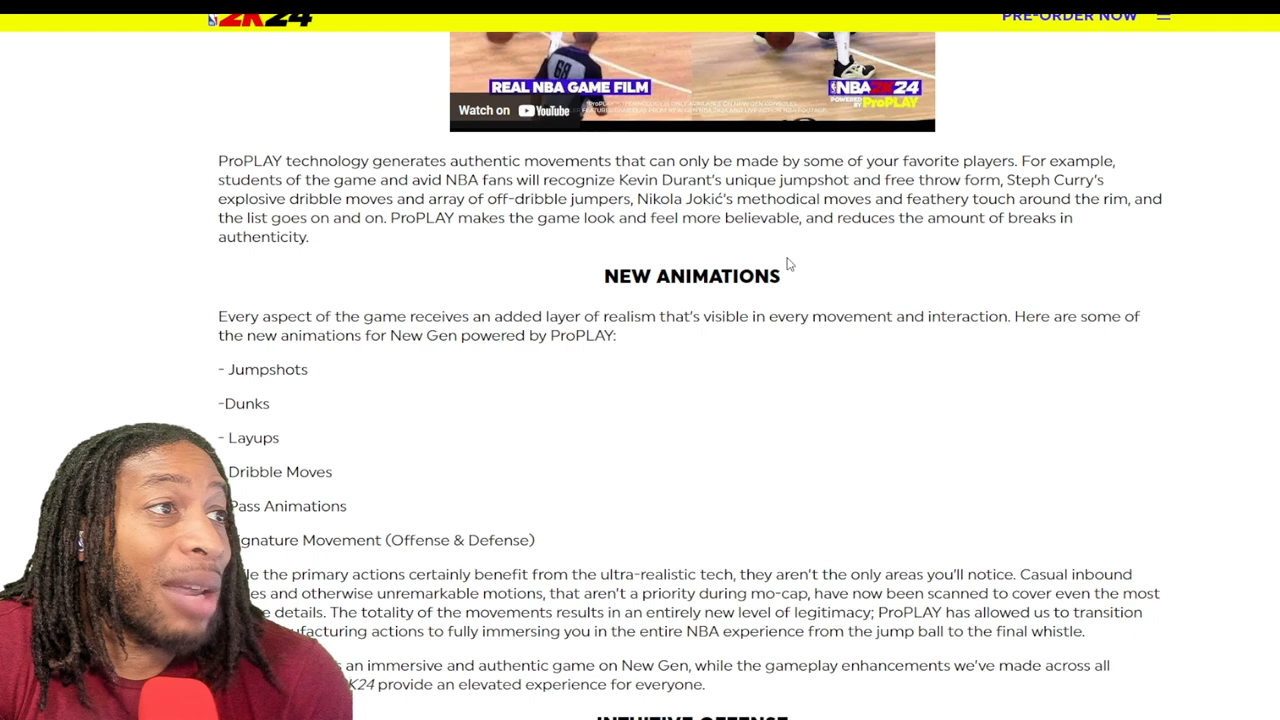 2K24
PRE-ORDER NOW
68
REAL NBA GAME FILM
NBA 2K24
POWERED BY ProPLAY
Watch on YouTube
ProPLAY technology generates authentic movements that can only be made by some of your favorite players. For example,
students of the game and avid NBA fans will recognize Kevin Durant's unique jumpshot and free throw form, Steph Curry's
explosive dribble moves and array of off-dribble jumpers, Nikola Jokić's methodical moves and feathery touch around the rim, and
the list goes on and on. ProPLAY makes the game look and feel more believable, and reduces the amount of breaks in
authenticity.
NEW ANIMATIONS
Every aspect of the game receives an added layer of realism that's visible in every movement and interaction. Here are some of
the new animations for New Gen powered by ProPLAY:
- Jumpshots
-Dunks
- Layups
Dribble Moves
Pass Animations
ignature Movement (Offense & Defense)
le the primary actions certainly benefit from the ultra-realistic tech, they aren't the only areas you'll notice. Casual inbound
es and otherwise unremarkable motions, that aren't a priority during mo-cap, have now been scanned to cover even the most
e details. The totality of the movements results in an entirely new level of legitimacy; ProPLAY has allowed us to transition
ufacturing actions to fully immersing you in the entire NBA experience from the jump ball to the final whistle.
s an immersive and authentic game on New Gen, while the gameplay enhancements we've made across all
K24 provide an elevated experience for everyone.
INTUITIVE OFFENSE